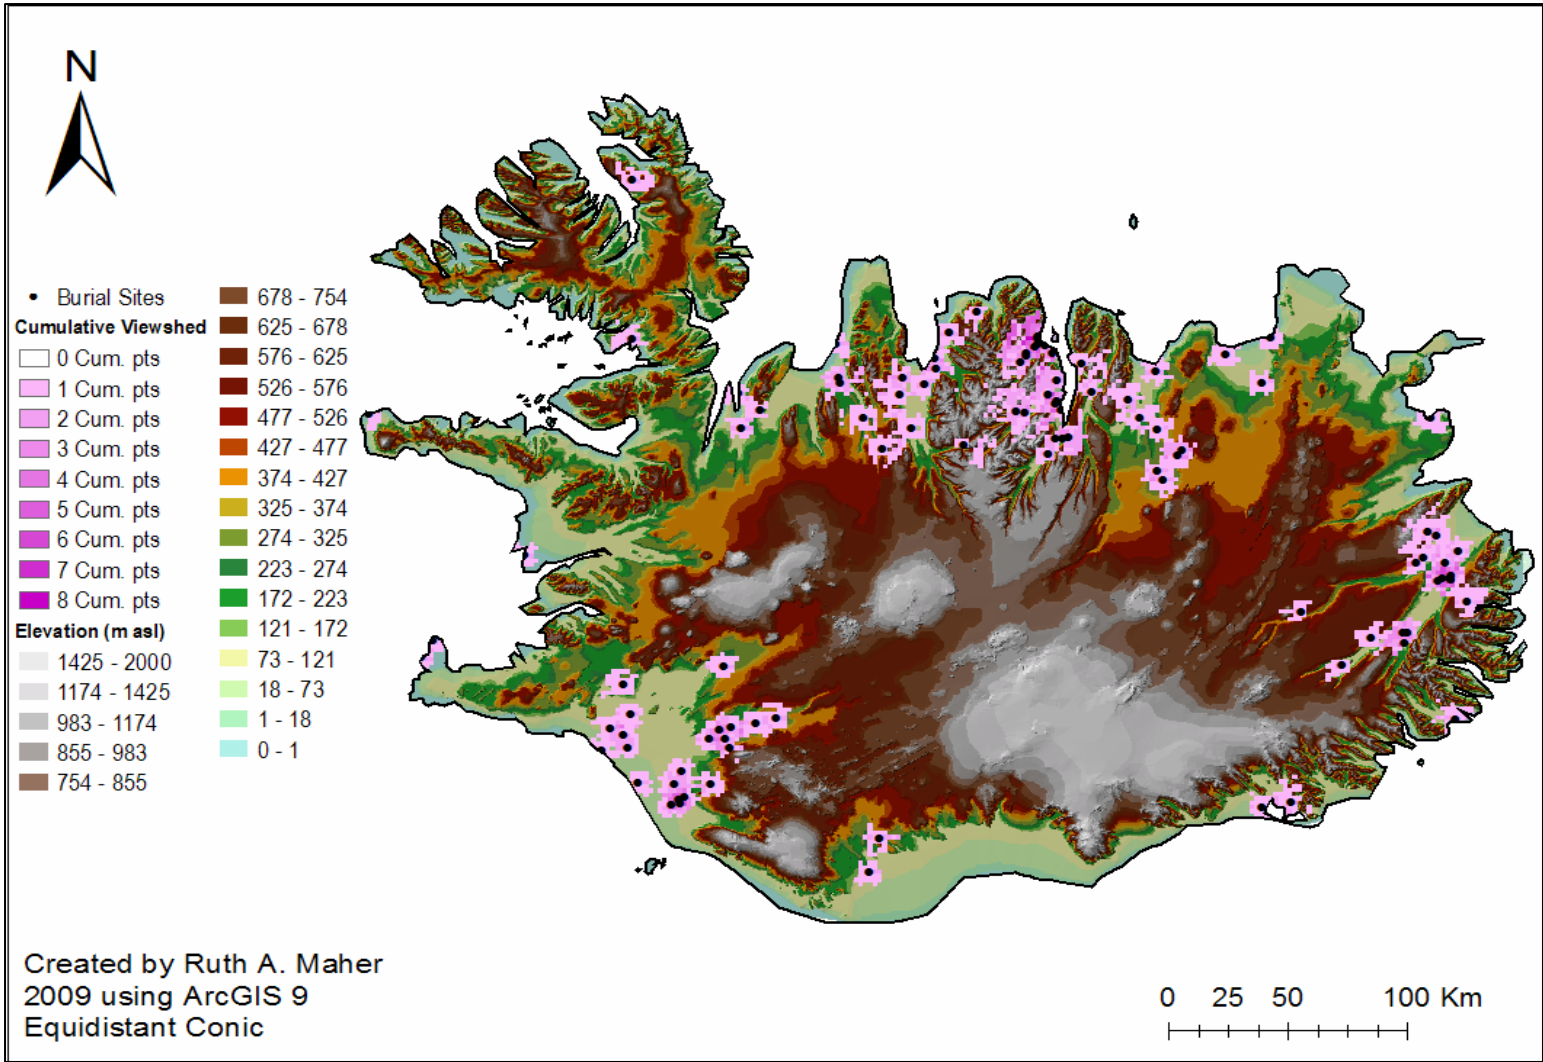 N
Burial Sites
Cumulative Viewshed
0 Cum. pts
1 Cum. pts
2 Cum. pts
3 Cum. pts
4 Cum. pts
5 Cum. pts
6 Cum. pts
7 Cum. pts
8 Cum. pts
Elevation (m asl)
1425 - 2000
1174 - 1425
983 - 1174
855 - 983
754 - 855
678 - 754
625 - 678
576 - 625
526 - 576
477 - 526
427 - 477
374 - 427
325 - 374
274 - 325
223 - 274
172 - 223
121 - 172
73 - 121
18 - 73
1 - 18
0 - 1
Created by Ruth A. Maher
2009 using ArcGIS 9
Equidistant Conic
0 25 50 100 Km